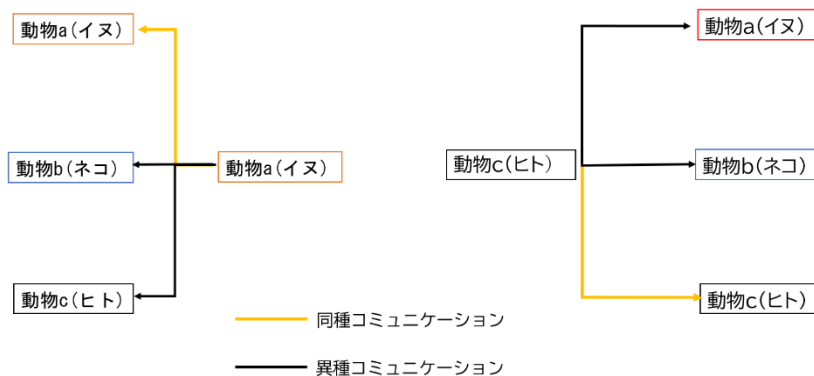 動物a(イヌ)
動物b(ネコ)
動物a(イヌ)
動物c(ヒト)
動物a(イヌ)
動物c(ヒト)
動物b(ネコ)
動物c(ヒト)
同種コミュニケーション
異種コミュニケーション